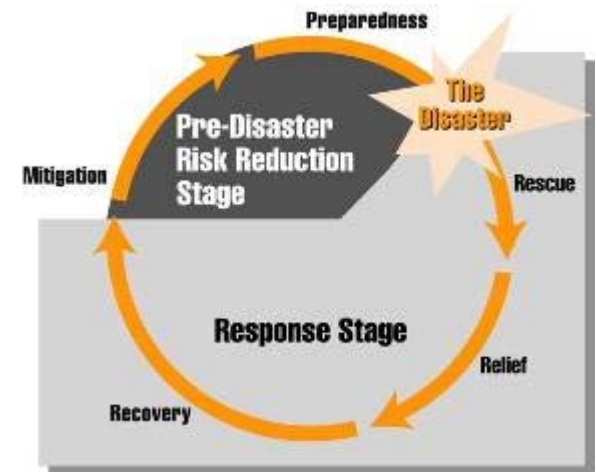 Preparedness
The
Disaster
Pre-Disaster
Risk Reduction
Stage
Mitigation
Rescue
Response Stage
Relief
Recovery